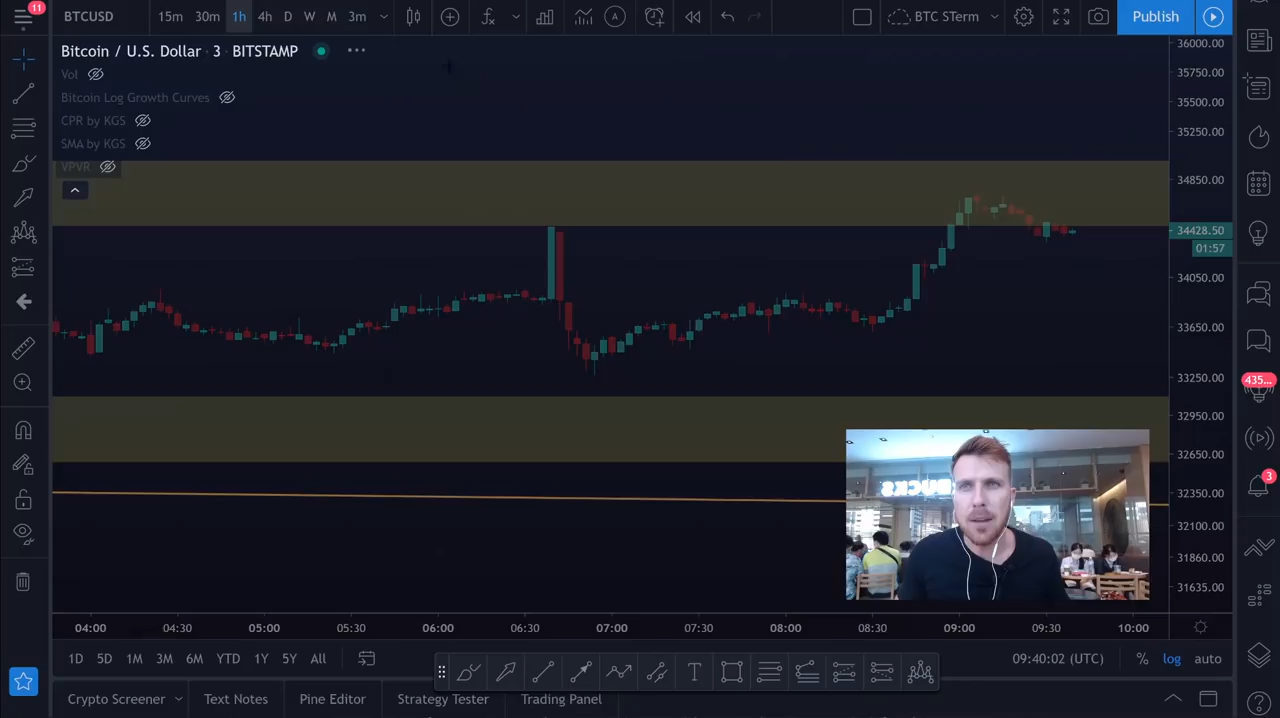 11
BTCUSD 15m 30m 1h 4h D W M 3m BTC STerm Publish
Bitcoin / U.S. Dollar · 3 · BITSTAMP
Vol
Bitcoin Log Growth Curves
CPR by KGS
SMA by KGS
VPVR
36000.00
35750.00
35500.00
35250.00
34850.00
34428.50
01:57
34050.00
33650.00
33250.00
32950.00
32650.00
32350.00
32100.00
31860.00
31635.00
435...
3
04:00 04:30 05:00 05:30 06:00 06:30 07:00 07:30 08:00 08:30 09:00 09:30 10:00
1D 5D 1M 3M 6M YTD 1Y 5Y All 09:40:02 (UTC) % log auto
Crypto Screener Text Notes Pine Editor Strategy Tester Trading Panel